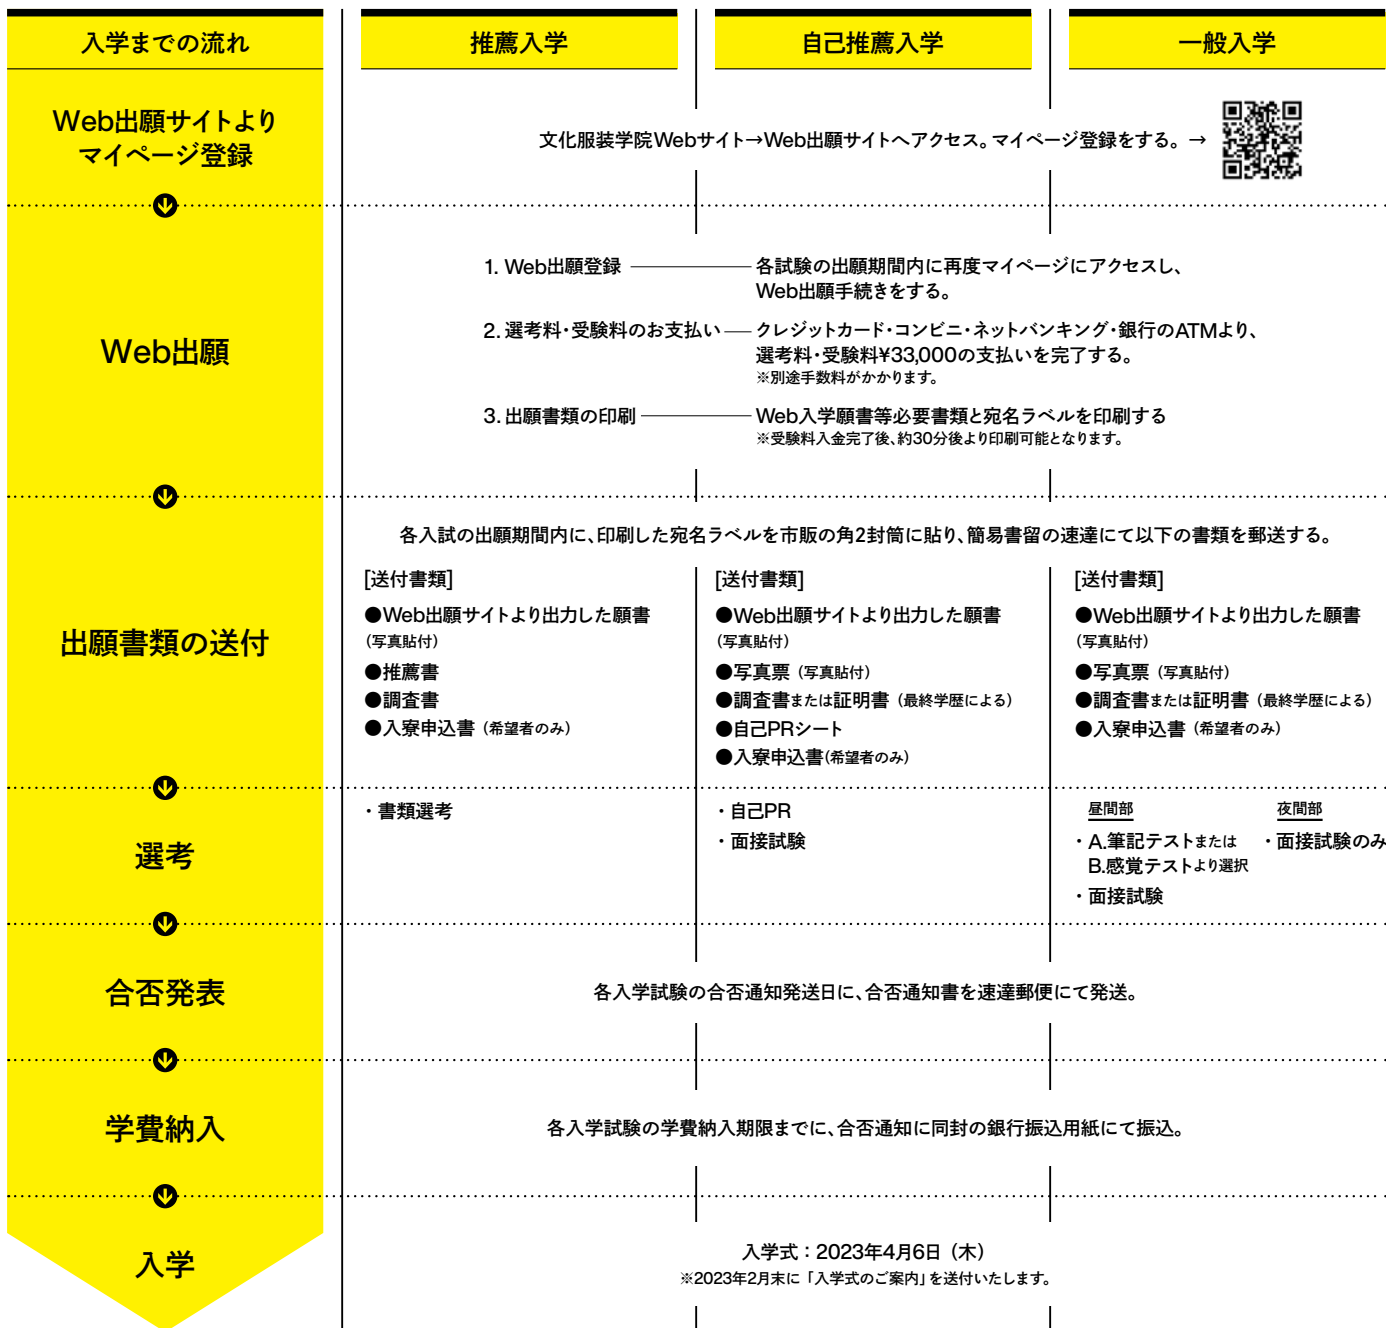 入学までの流れ
推薦入学
自己推薦入学
一般入学
Web出願サイトより
マイページ登録
文化服装学院Webサイト→Web出願サイトへアクセス。マイページ登録をする。→
Web出願
1. Web出願登録
各試験の出願期間内に再度マイページにアクセスし、
Web出願手続きをする。
2. 選考料・受験料のお支払い
クレジットカード・コンビニ・ネットバンキング・銀行のATMより、
選考料・受験料¥33,000の支払いを完了する。
※別途手数料がかかります。
3. 出願書類の印刷
Web入学願書等必要書類と宛名ラベルを印刷する
※受験料入金完了後、約30分後より印刷可能となります。
出願書類の送付
各入試の出願期間内に、印刷した宛名ラベルを市販の角2封筒に貼り、簡易書留の速達にて以下の書類を郵送する。
[送付書類]
●Web出願サイトより出力した願書
(写真貼付)
●推薦書
●調査書
●入寮申込書（希望者のみ）
[送付書類]
●Web出願サイトより出力した願書
(写真貼付)
●写真票（写真貼付）
●調査書または証明書（最終学歴による）
●自己PRシート
●入寮申込書(希望者のみ)
[送付書類]
●Web出願サイトより出力した願書
(写真貼付)
●写真票（写真貼付）
●調査書または証明書（最終学歴による）
●入寮申込書（希望者のみ）
選考
・書類選考
・自己PR
・面接試験
昼間部
・A.筆記テストまたは
B.感覚テストより選択
・面接試験
夜間部
・面接試験のみ
合否発表
各入学試験の合否通知発送日に、合否通知書を速達郵便にて発送。
学費納入
各入学試験の学費納入期限までに、合否通知に同封の銀行振込用紙にて振込。
入学
入学式：2023年4月6日（木）
※2023年2月末に「入学式のご案内」を送付いたします。